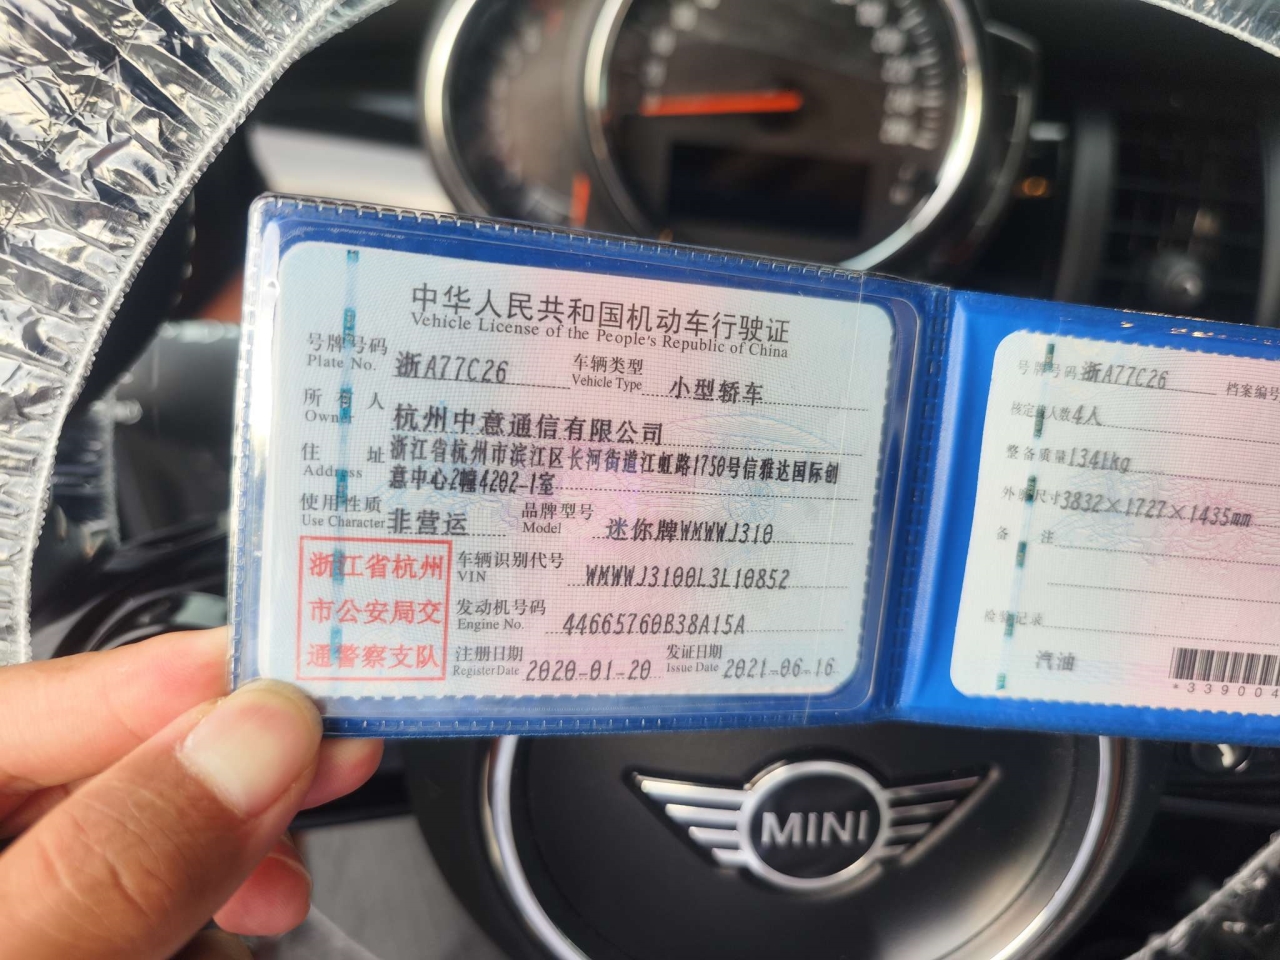 中华人民共和国机动车行驶证
Vehicle License of the People's Republic of China
号牌号码 浙A77C26 车辆类型 小型轿车
Plate No. Vehicle Type
所有人 杭州中意通信有限公司
Owner
住址 浙江省杭州市滨江区长河街道江虹路1750号信雅达国际创
Address 意中心2幢4202-1室
使用性质 非营运 品牌型号 迷你牌WMWWJ310
Use Character Model
浙江省杭州
市公安局交
通警察支队
车辆识别代号 WMWWJ3100L3L10852
VIN
发动机号码 44665760B38A15A
Engine No.
注册日期 2020-01-20 发证日期 2021-06-16
Register Date Issue Date
号牌号码 浙A77C26 档案编号
核定载人数 4人
整备质量 1341kg
外廓尺寸 3832×1727×1435mm
备注
检验记录
汽油
*339004
MINI